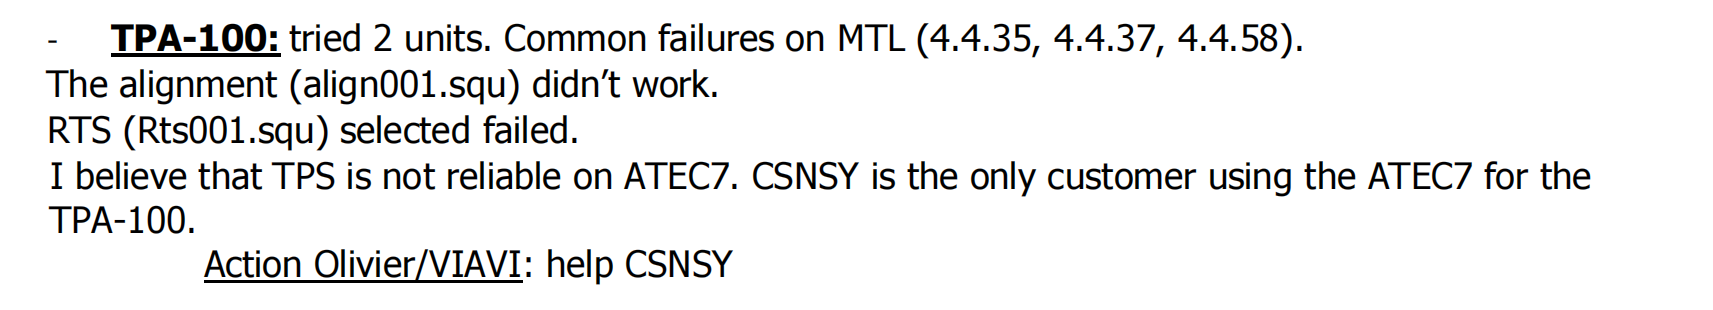 - TPA-100: tried 2 units. Common failures on MTL (4.4.35, 4.4.37, 4.4.58).
The alignment (align001.squ) didn’t work.
RTS (Rts001.squ) selected failed.
I believe that TPS is not reliable on ATEC7. CSNSY is the only customer using the ATEC7 for the
TPA-100.
Action Olivier/VIAVI: help CSNSY